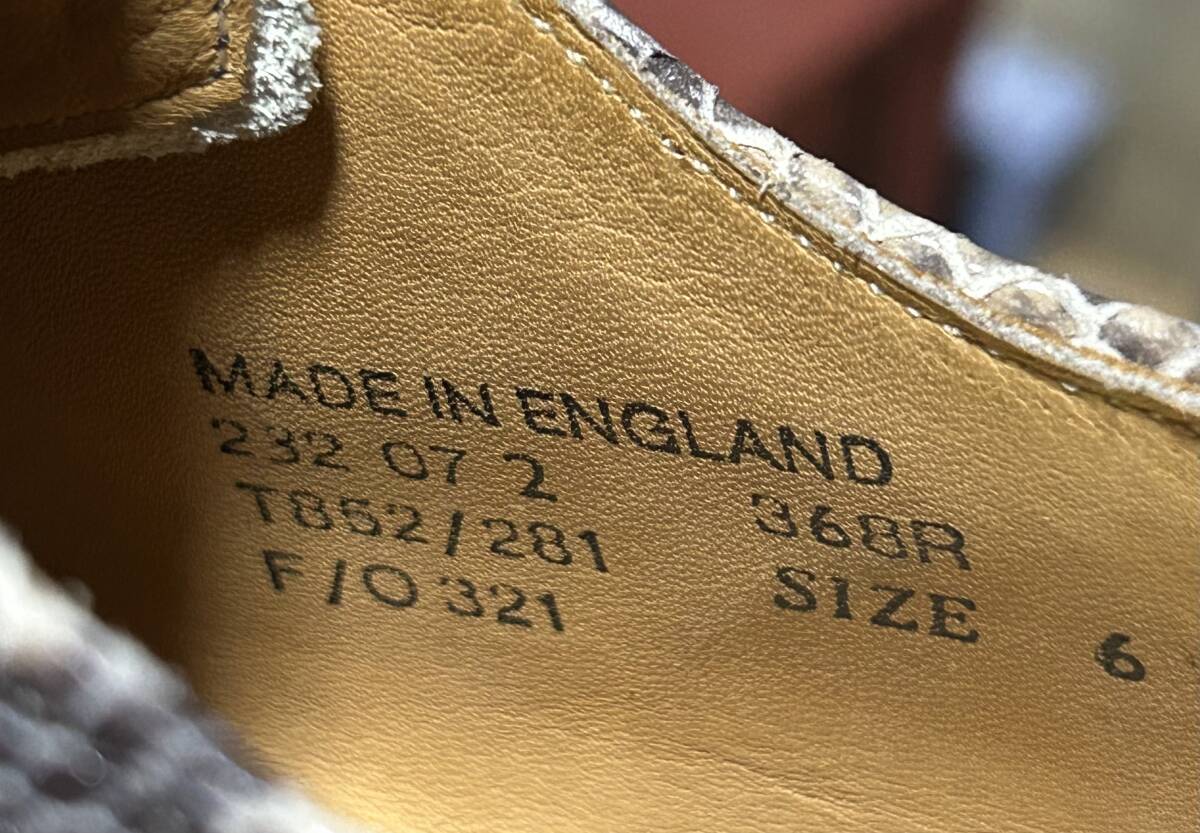 MADE IN ENGLAND
232 07 2
T852/281 368R
F/O 321 SIZE 6